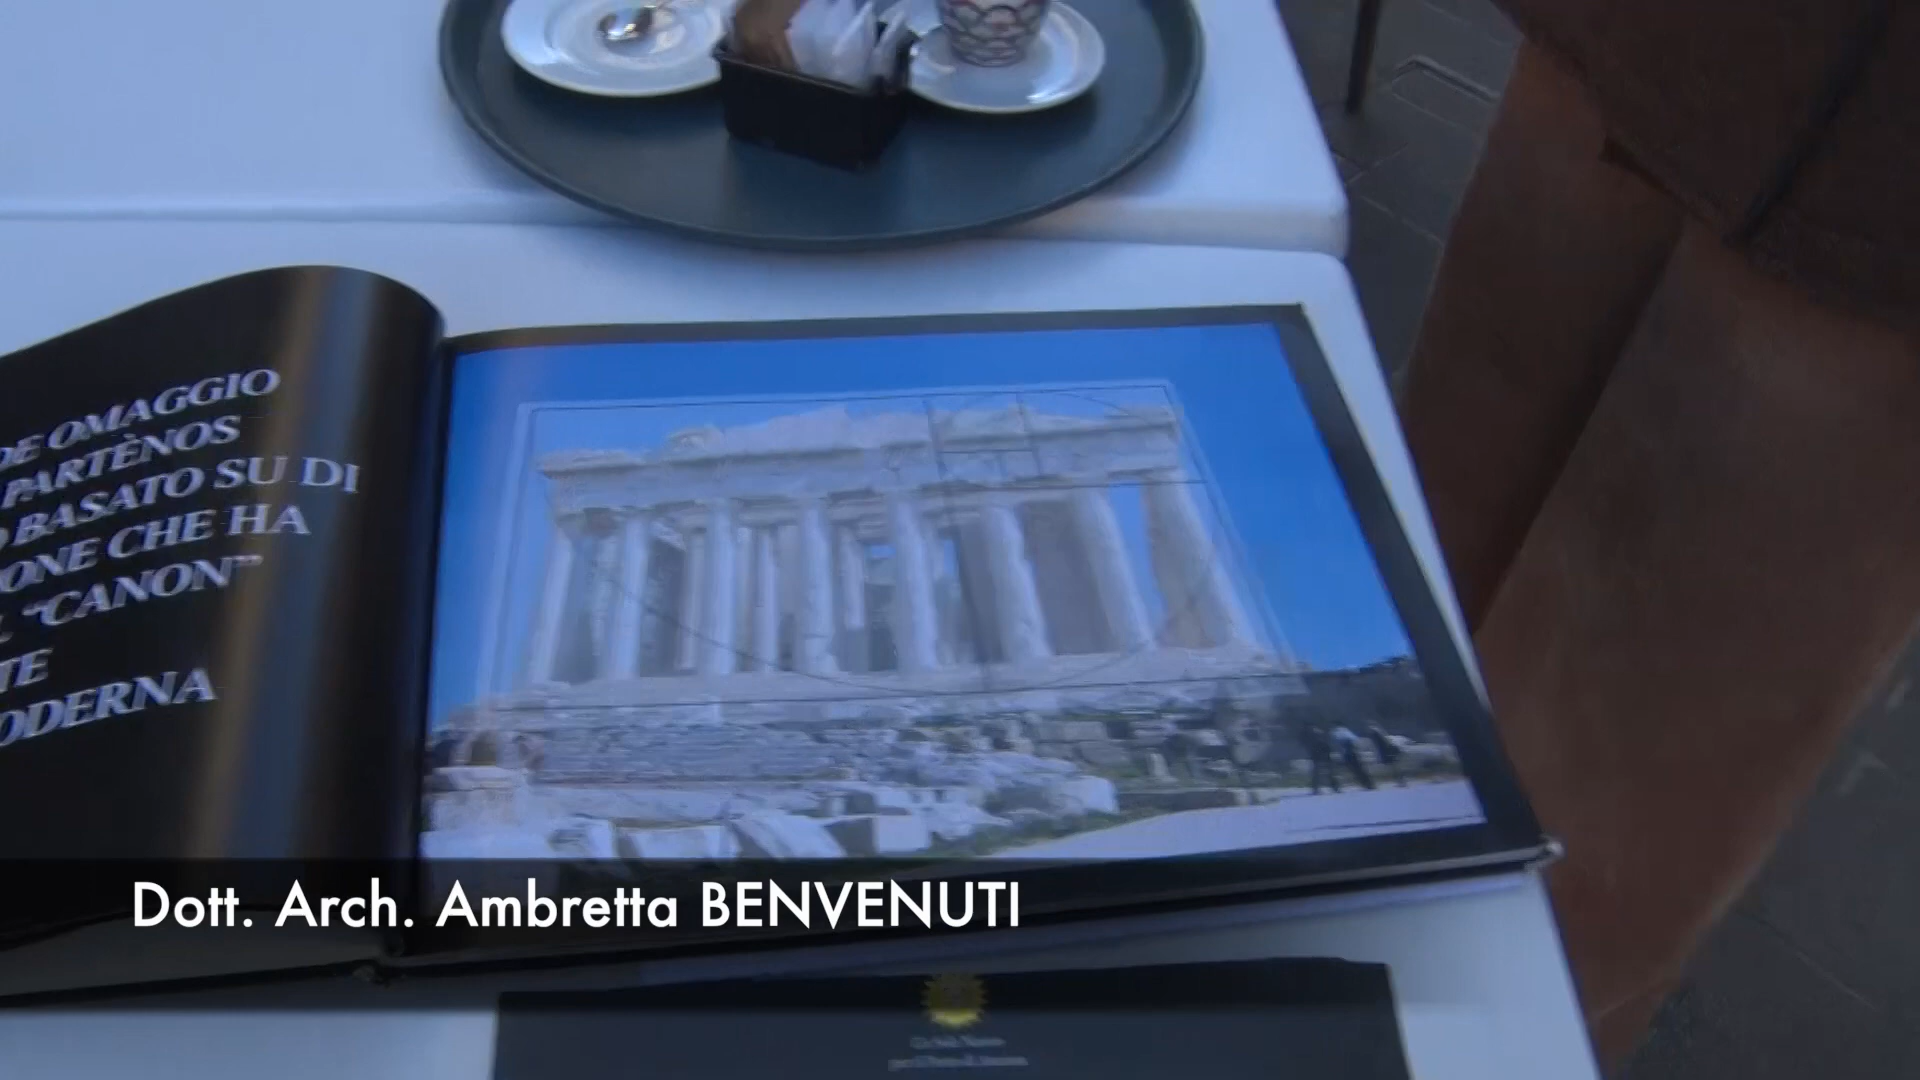 DE OMAGGIO
PARTÈNOS
BASATO SU DI
ONE CHE HA
"CANON"
TE
ODERNA
Dott. Arch. Ambretta BENVENUTI